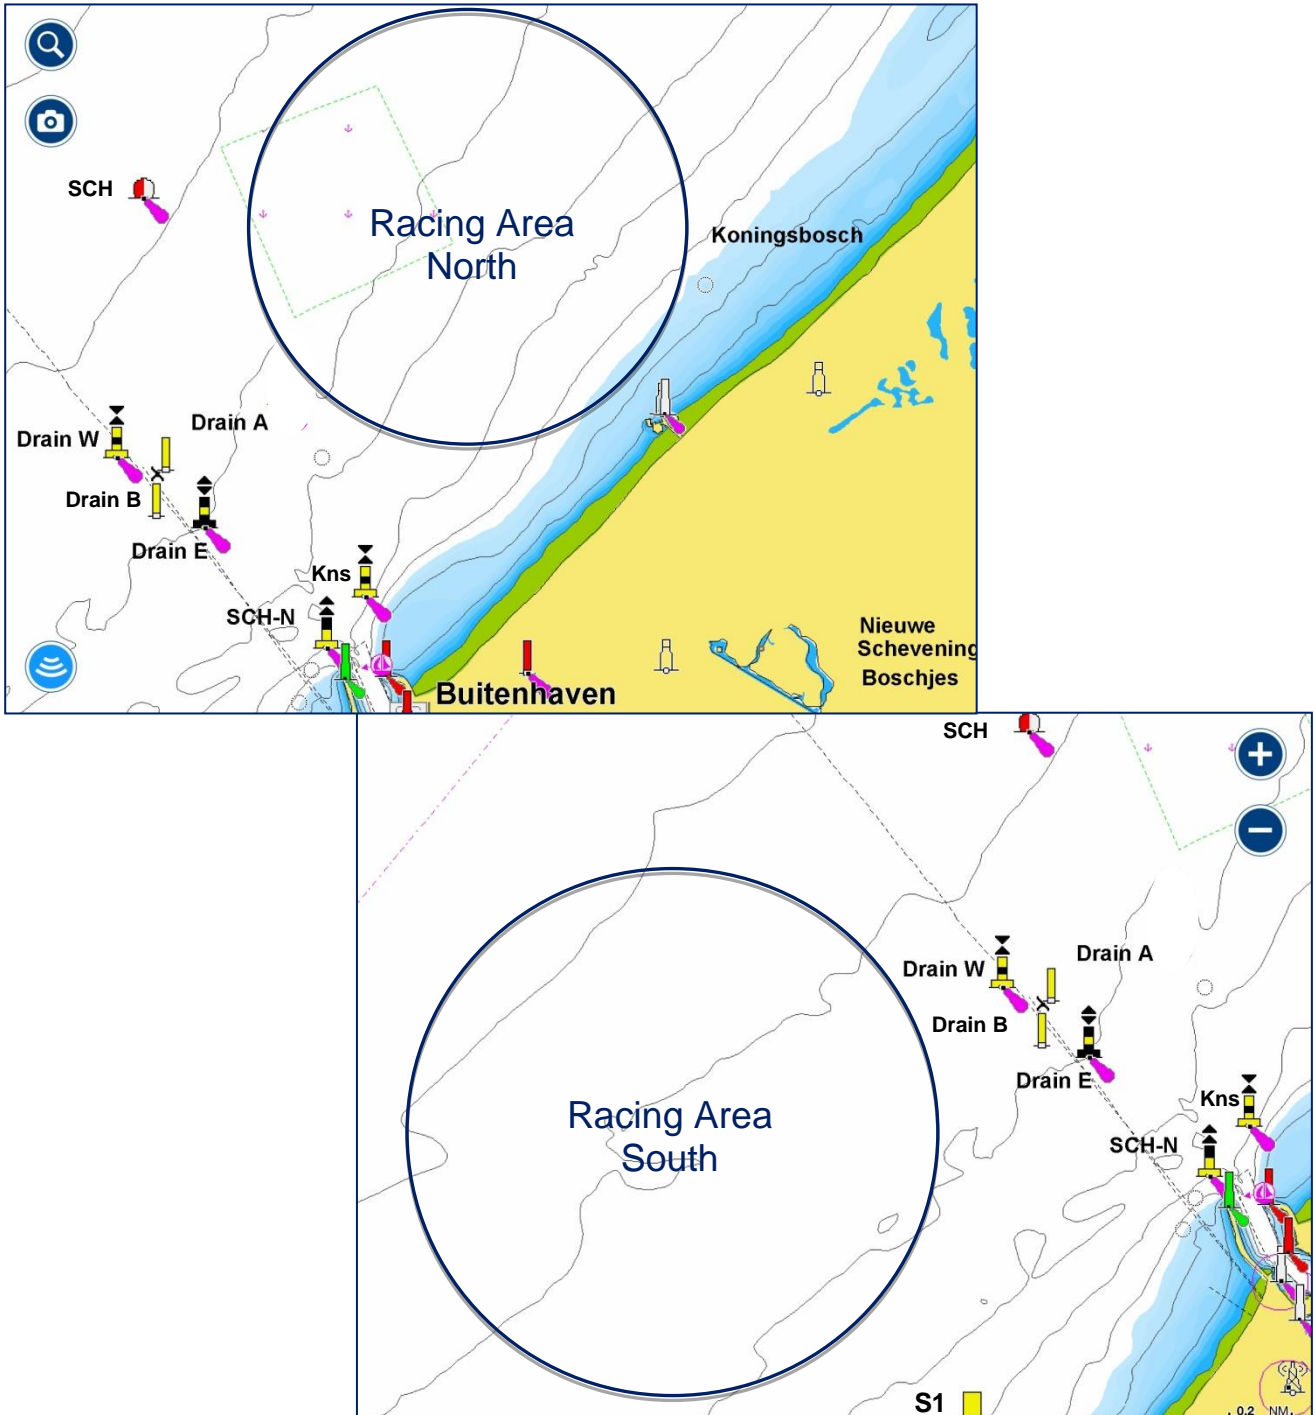 SCH
Racing Area
North
Koningsbosch
Drain A
Drain W
Drain B
Drain E
Kns
SCH-N
Nieuwe
Schevening
Boschjes
Buitenhaven
SCH
Drain A
Drain W
Drain B
Drain E
Kns
Racing Area
South
SCH-N
S1
0.2 NM